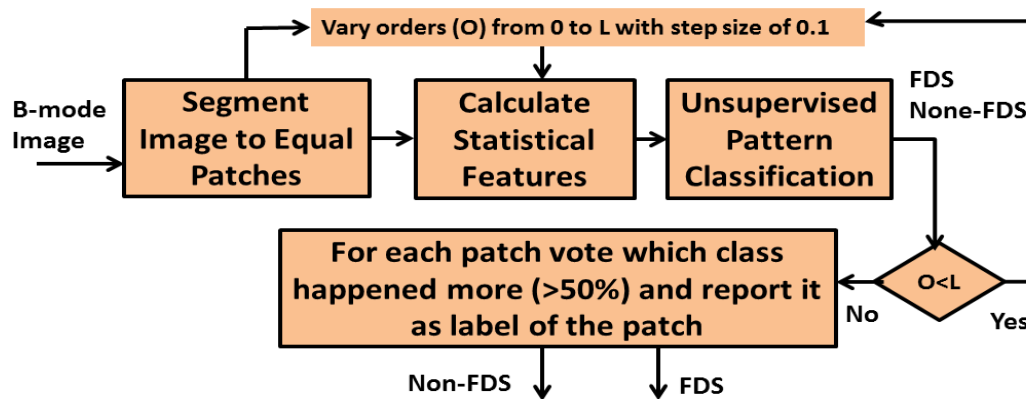 Vary orders (O) from 0 to L with step size of 0.1
B-mode
Image
Segment
Image to Equal
Patches
Calculate
Statistical
Features
Unsupervised
Pattern
Classification
FDS
None-FDS
O<L
No
Yes
For each patch vote which class
happened more (>50%) and report it
as label of the patch
Non-FDS
FDS